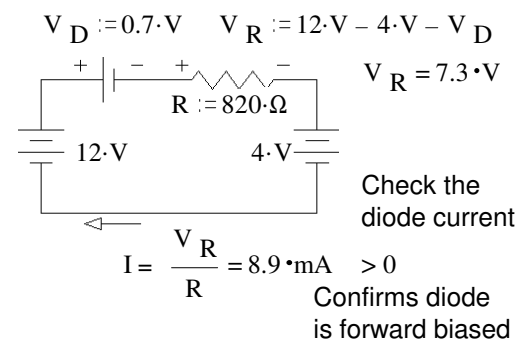 V D := 0.7·V    V R := 12·V – 4·V – V D
+ – + –
V R = 7.3 •V
R := 820·Ω
12·V    4·V
Check the
diode current
I = V R / R = 8.9 •mA > 0
Confirms diode
is forward biased